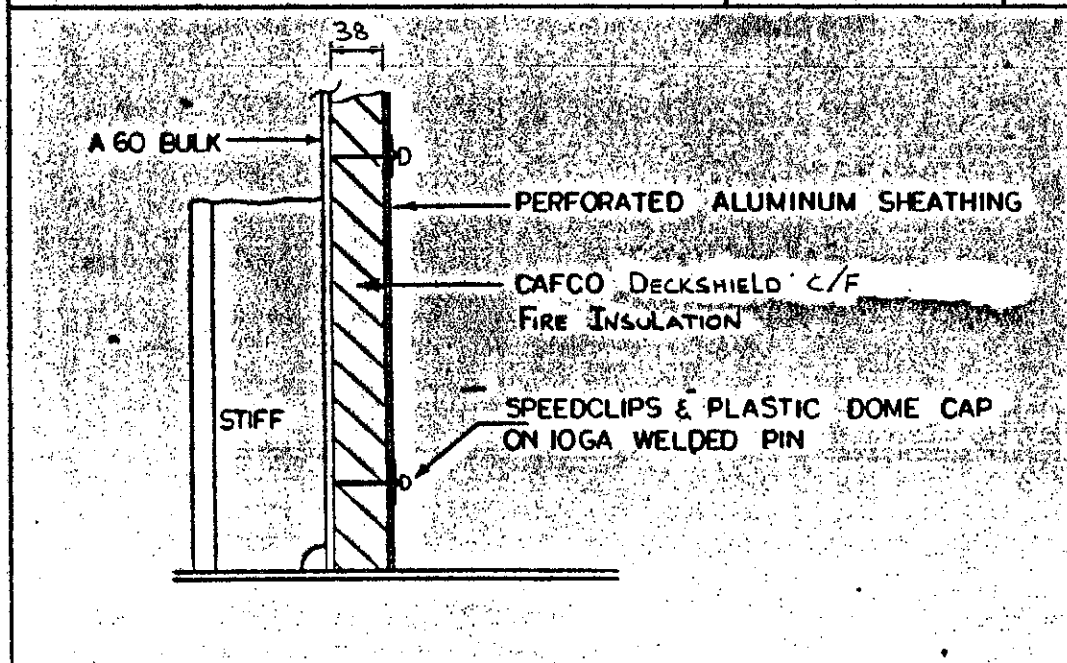 38
A 60 BULK
PERFORATED ALUMINUM SHEATHING
CAFCO DECKSHIELD C/F
FIRE INSULATION
STIFF
SPEEDCLIPS & PLASTIC DOME CAP
ON 10GA WELDED PIN